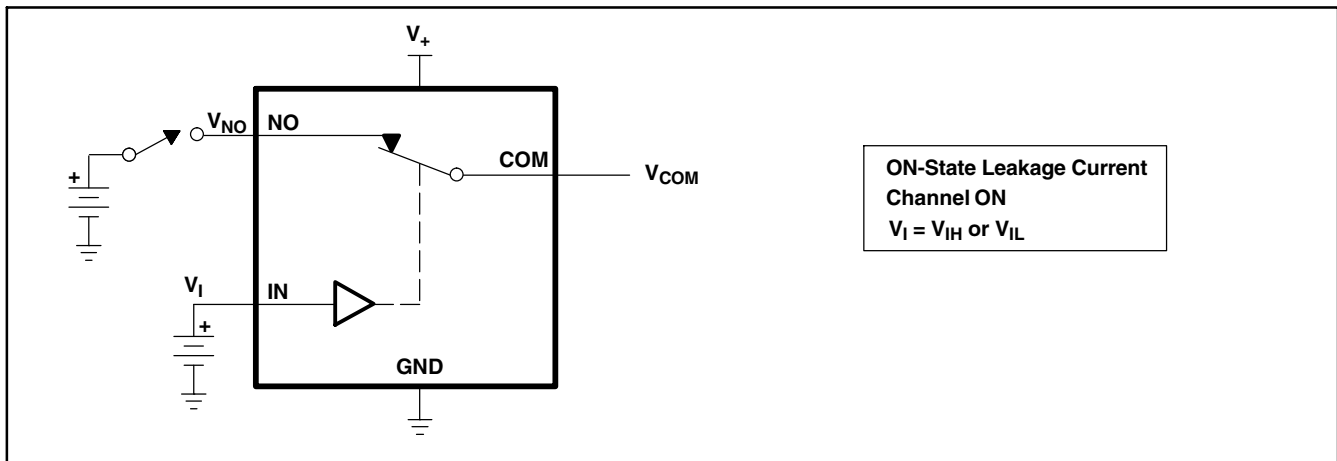 V+
VNO
NO
COM
VCOM
+
ON-State Leakage Current
Channel ON
VI = VIH or VIL
VI
IN
+
GND